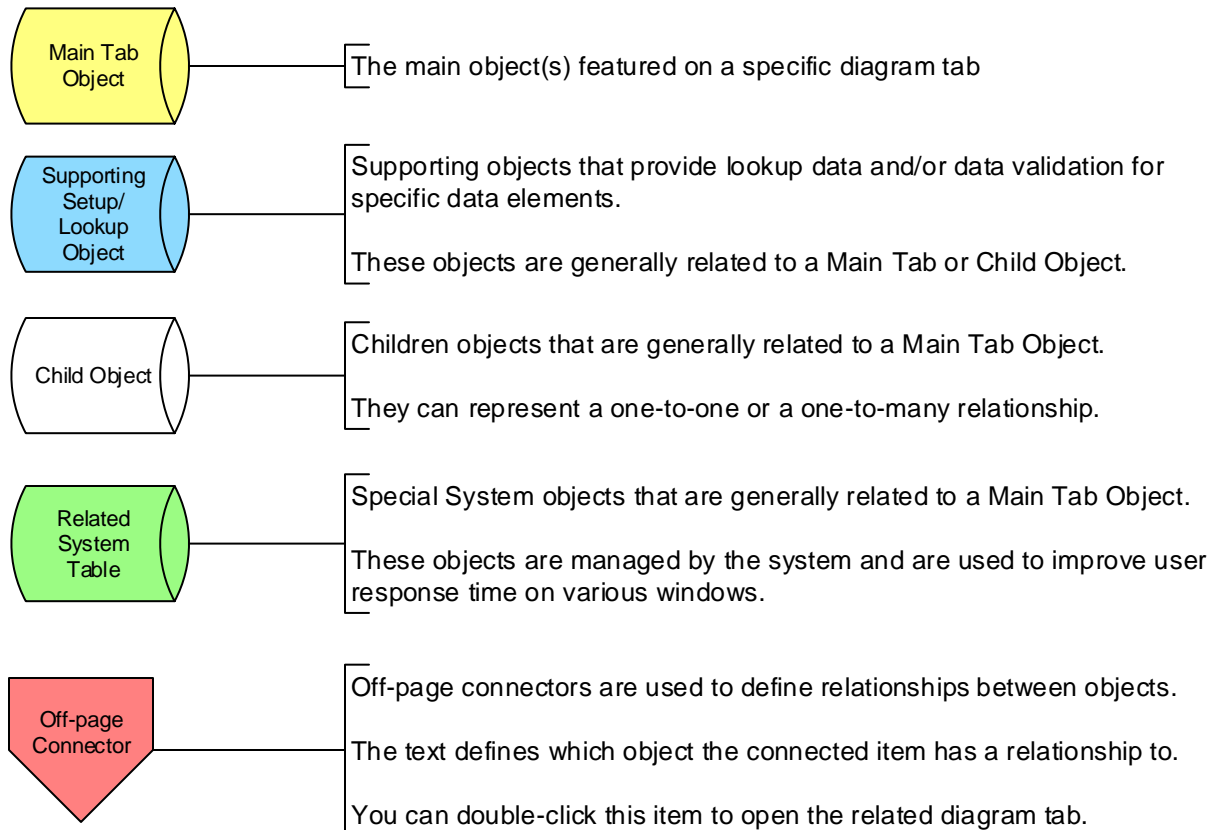 Main Tab
Object
The main object(s) featured on a specific diagram tab
Supporting
Setup/
Lookup
Object
Supporting objects that provide lookup data and/or data validation for
specific data elements.
These objects are generally related to a Main Tab or Child Object.
Child Object
Children objects that are generally related to a Main Tab Object.
They can represent a one-to-one or a one-to-many relationship.
Related
System
Table
Special System objects that are generally related to a Main Tab Object.
These objects are managed by the system and are used to improve user
response time on various windows.
Off-page
Connector
Off-page connectors are used to define relationships between objects.
The text defines which object the connected item has a relationship to.
You can double-click this item to open the related diagram tab.